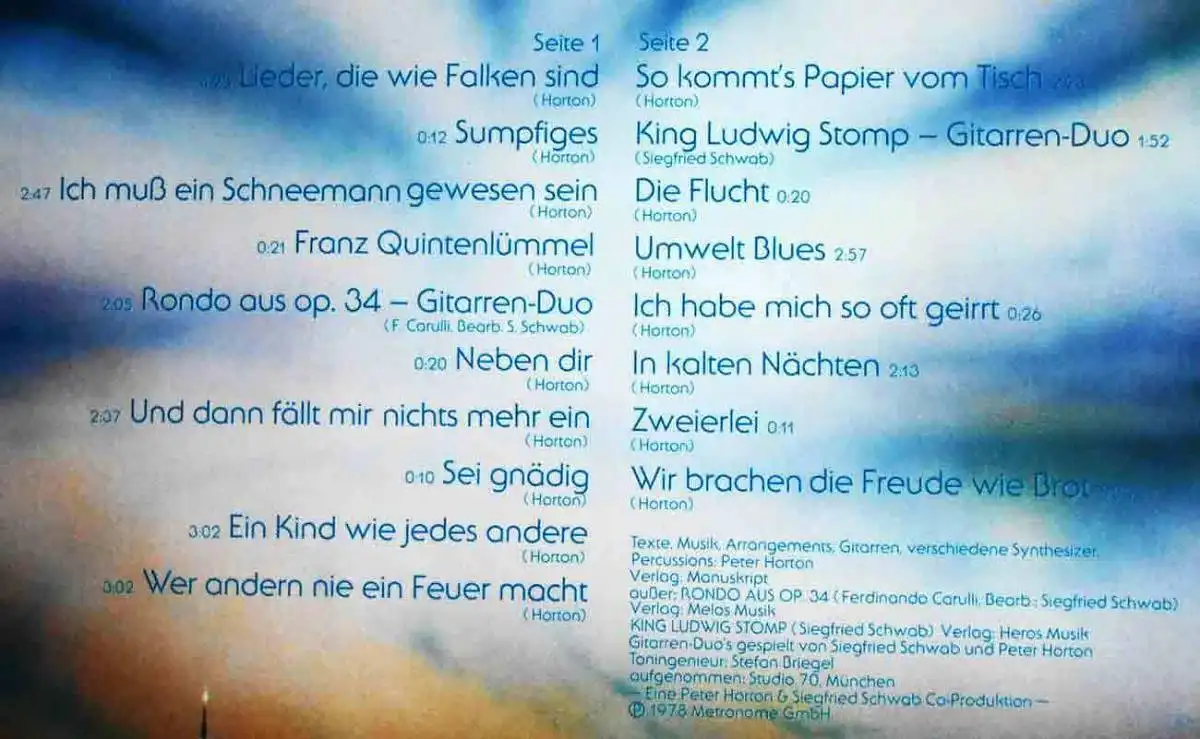 Seite 1
Lieder, die wie Falken sind
(Horton)
0:12 Sumpfiges
(Horton)
2:47 Ich muß ein Schneemann gewesen sein
(Horton)
0:21 Franz Quintenlümmel
(Horton)
2:05 Rondo aus op. 34 – Gitarren-Duo
(F. Carulli, Bearb. S. Schwab)
0:20 Neben dir
(Horton)
2:37 Und dann fällt mir nichts mehr ein
(Horton)
0:10 Sei gnädig
(Horton)
3:02 Ein Kind wie jedes andere
(Horton)
3:02 Wer andern nie ein Feuer macht
(Horton)
Seite 2
So kommt's Papier vom Tisch
(Horton)
King Ludwig Stomp – Gitarren-Duo 1:52
(Siegfried Schwab)
Die Flucht 0:20
(Horton)
Umwelt Blues 2:57
(Horton)
Ich habe mich so oft geirrt 0:26
(Horton)
In kalten Nächten 2:13
(Horton)
Zweierlei 0:11
(Horton)
Wir brachen die Freude wie Brot
(Horton)
Texte, Musik, Arrangements, Gitarren, verschiedene Synthesizer,
Percussions: Peter Horton
Verlag: Manuskript
außer: RONDO AUS OP. 34 (Ferdinando Carulli, Bearb.: Siegfried Schwab)
Verlag: Melos Musik
KING LUDWIG STOMP (Siegfried Schwab) Verlag: Heros Musik
Gitarren-Duo's gespielt von Siegfried Schwab und Peter Horton
Toningenieur: Stefan Briegel
aufgenommen: Studio 70, München
– Eine Peter Horton & Siegfried Schwab Co-Produktion –
℗ 1978 Metronome GmbH